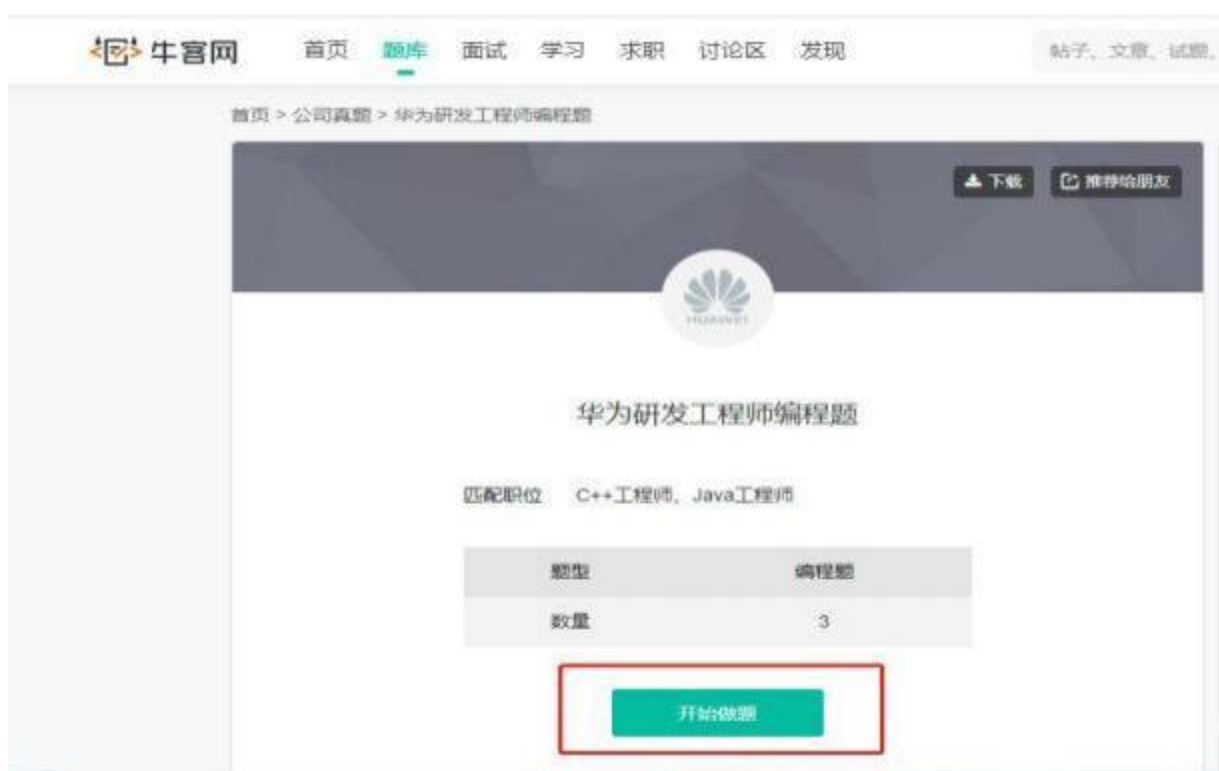 牛客网 首页 题库 面试 学习 求职 讨论区 发现 帖子、文章、试题、
首页 > 公司真题 > 华为研发工程师编程题
下载 推荐给朋友
HUAWEI
华为研发工程师编程题
匹配职位 C++工程师、Java工程师
题型 编程题
数量 3
开始做题